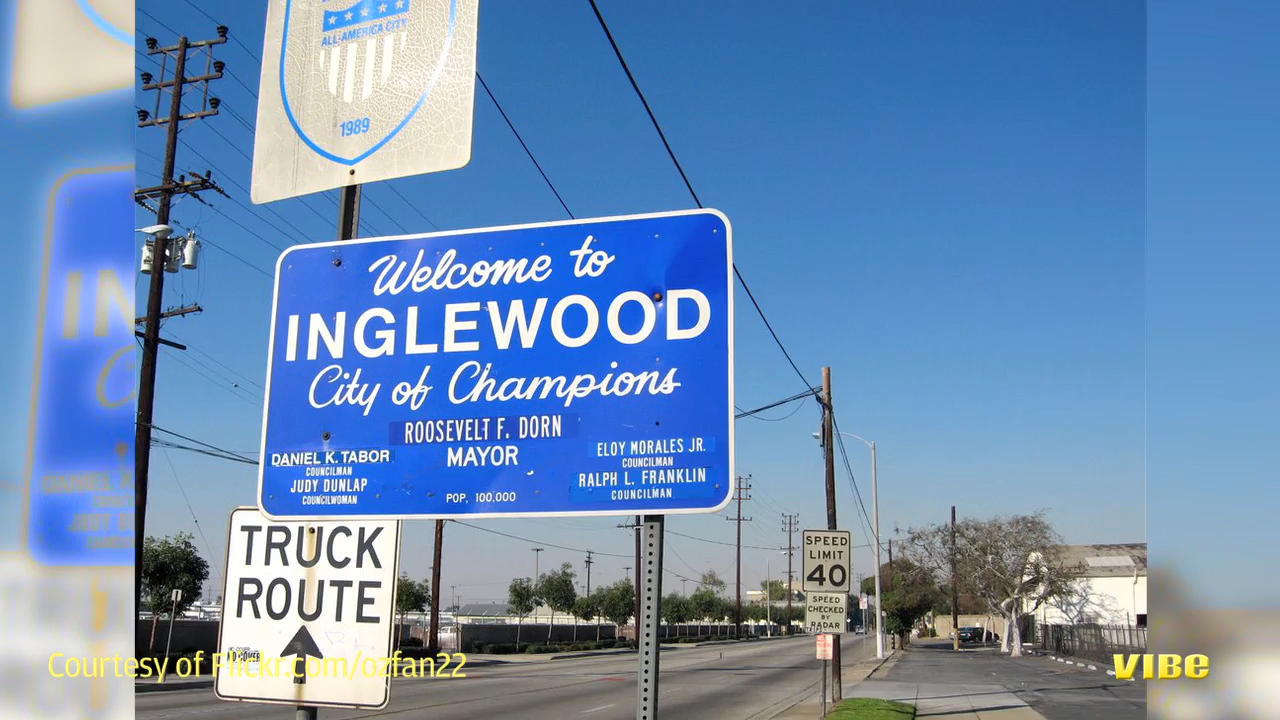 ALL-AMERICA CITY
1989
Welcome to
INGLEWOOD
City of Champions
ROOSEVELT F. DORN
MAYOR
DANIEL K. TABOR
COUNCILMAN
JUDY DUNLAP
COUNCILWOMAN
ELOY MORALES JR.
COUNCILMAN
RALPH L. FRANKLIN
COUNCILMAN
POP. 100,000
TRUCK
ROUTE
SPEED
LIMIT
40
SPEED
CHECKED
BY
RADAR
Courtesy of Flickr.com/ozfan22
VIBE